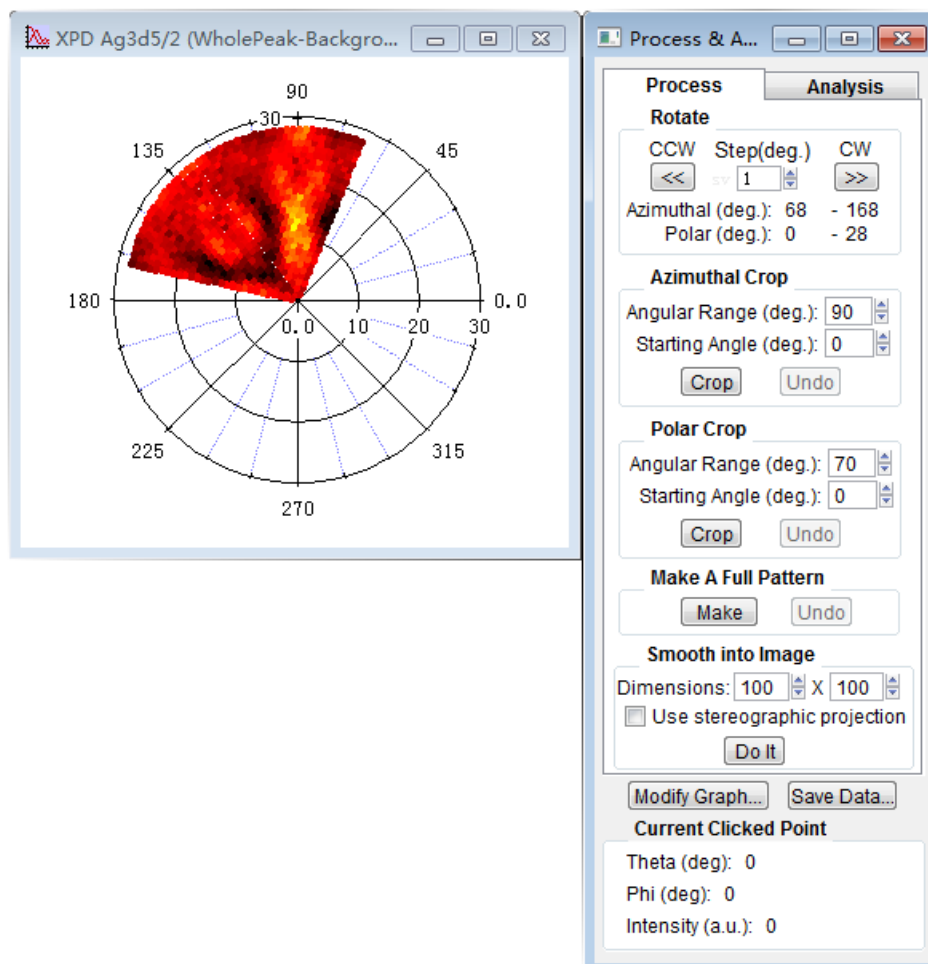 XPD Ag3d5/2 (WholePeak-Backgro...
90
30
135
45
180
0.0
0.0
10
20
30
225
315
270
Process & A...
Process
Analysis
Rotate
CCW Step(deg.) CW
<< 1 >>
Azimuthal (deg.): 68 - 168
Polar (deg.): 0 - 28
Azimuthal Crop
Angular Range (deg.): 90
Starting Angle (deg.): 0
Crop Undo
Polar Crop
Angular Range (deg.): 70
Starting Angle (deg.): 0
Crop Undo
Make A Full Pattern
Make Undo
Smooth into Image
Dimensions: 100 X 100
Use stereographic projection
Do It
Modify Graph... Save Data...
Current Clicked Point
Theta (deg): 0
Phi (deg): 0
Intensity (a.u.): 0